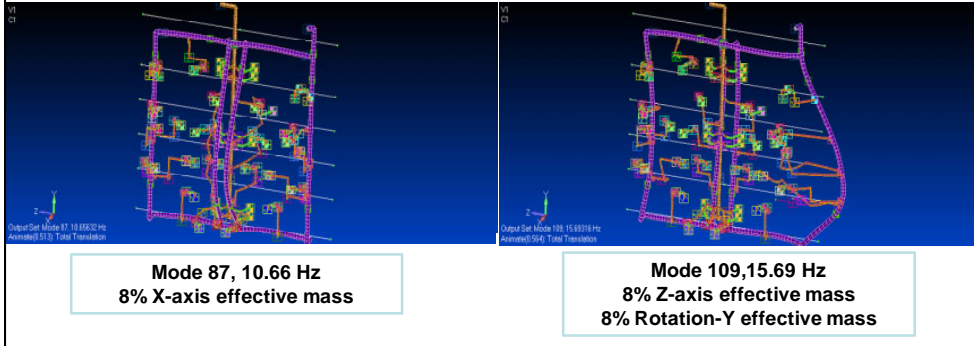 V1
C1
Y
Z
X
Output Set: Mode 87, 10.65632 Hz
Animate(0.513): Total Translation
V1
C1
Y
Z
X
Output Set: Mode 109, 15.69316 Hz
Animate(0.564): Total Translation
Mode 87, 10.66 Hz
8% X-axis effective mass
Mode 109,15.69 Hz
8% Z-axis effective mass
8% Rotation-Y effective mass